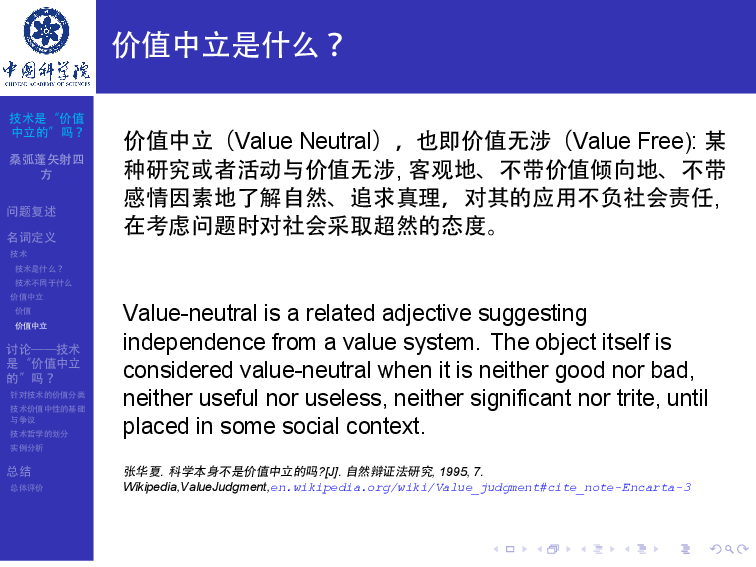 中国科学院
CHINESE ACADEMY OF SCIENCES
价值中立是什么？
技术是“价值
中立的”吗？
桑弧蓬矢射四
方
问题复述
名词定义
技术
技术是什么？
技术不同于什么
价值中立
价值
价值中立
讨论——技术
是“价值中立
的”吗？
针对技术的价值分类
技术价值中性的基础
与争议
技术哲学的划分
实例分析
总结
总体评价
价值中立（Value Neutral），也即价值无涉（Value Free): 某
种研究或者活动与价值无涉, 客观地、不带价值倾向地、不带
感情因素地了解自然、追求真理，对其的应用不负社会责任,
在考虑问题时对社会采取超然的态度。
Value-neutral is a related adjective suggesting
independence from a value system. The object itself is
considered value-neutral when it is neither good nor bad,
neither useful nor useless, neither significant nor trite, until
placed in some social context.
张华夏. 科学本身不是价值中立的吗?[J]. 自然辩证法研究, 1995, 7.
Wikipedia,ValueJudgment,en.wikipedia.org/wiki/Value_judgment#cite_note-Encarta-3